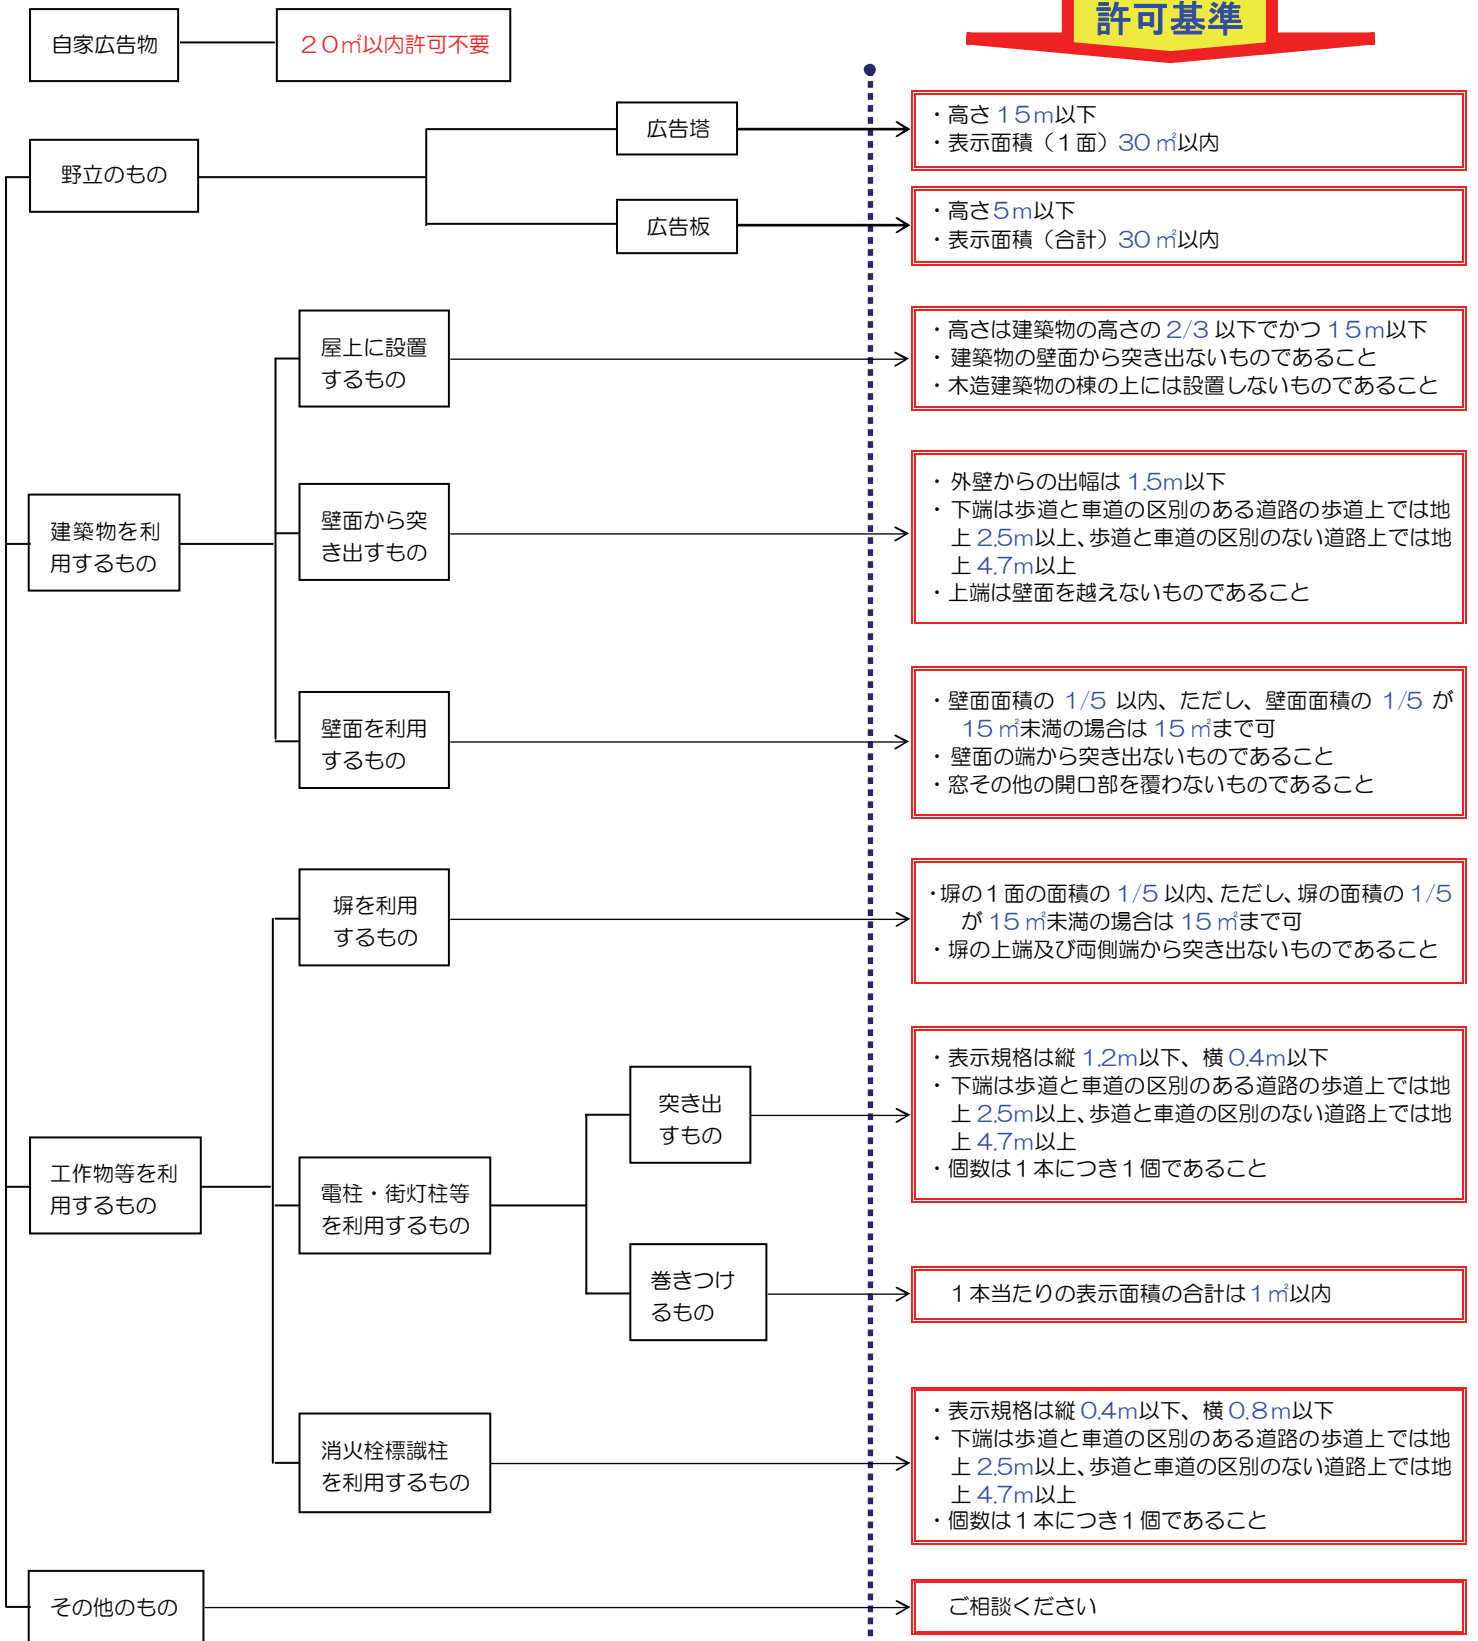 許可基準
自家広告物
２０㎡以内許可不要
野立のもの
広告塔
・高さ１５ｍ以下
・表示面積（１面）30 ㎡以内
広告板
・高さ５ｍ以下
・表示面積（合計）30 ㎡以内
建築物を利
用するもの
屋上に設置
するもの
・高さは建築物の高さの 2/3 以下でかつ １５ｍ以下
・ 建築物の壁面から突き出ないものであること
・木造建築物の棟の上には設置しないものであること
壁面から突
き出すもの
・ 外壁からの出幅は 1.5m以下
・ 下端は歩道と車道の区別のある道路の歩道上では地
上 2.5m以上、歩道と車道の区別のない道路上では地
上 4.7m以上
・ 上端は壁面を越えないものであること
壁面を利用
するもの
・壁面面積の 1/5 以内、ただし、壁面面積の 1/5 が
15 ㎡未満の場合は 15 ㎡まで可
・ 壁面の端から突き出ないものであること
・窓その他の開口部を覆わないものであること
工作物等を利
用するもの
塀を利用
するもの
・塀の１面の面積の 1/5 以内、ただし、塀の面積の 1/5
が 15 ㎡未満の場合は 15 ㎡まで可
・塀の上端及び両側端から突き出ないものであること
電柱・街灯柱等
を利用するもの
突き出
すもの
・表示規格は縦 1.2m以下、横 0.4m以下
・ 下端は歩道と車道の区別のある道路の歩道上では地
上 2.5m以上、歩道と車道の区別のない道路上では地
上 4.7m以上
・個数は１本につき１個であること
巻きつけ
るもの
１本当たりの表示面積の合計は１㎡以内
消火栓標識柱
を利用するもの
・表示規格は縦 0.4m以下、横 0.8ｍ以下
・ 下端は歩道と車道の区別のある道路の歩道上では地
上 2.5m以上、歩道と車道の区別のない道路上では地
上 4.7m以上
・個数は１本につき１個であること
その他のもの
ご相談ください